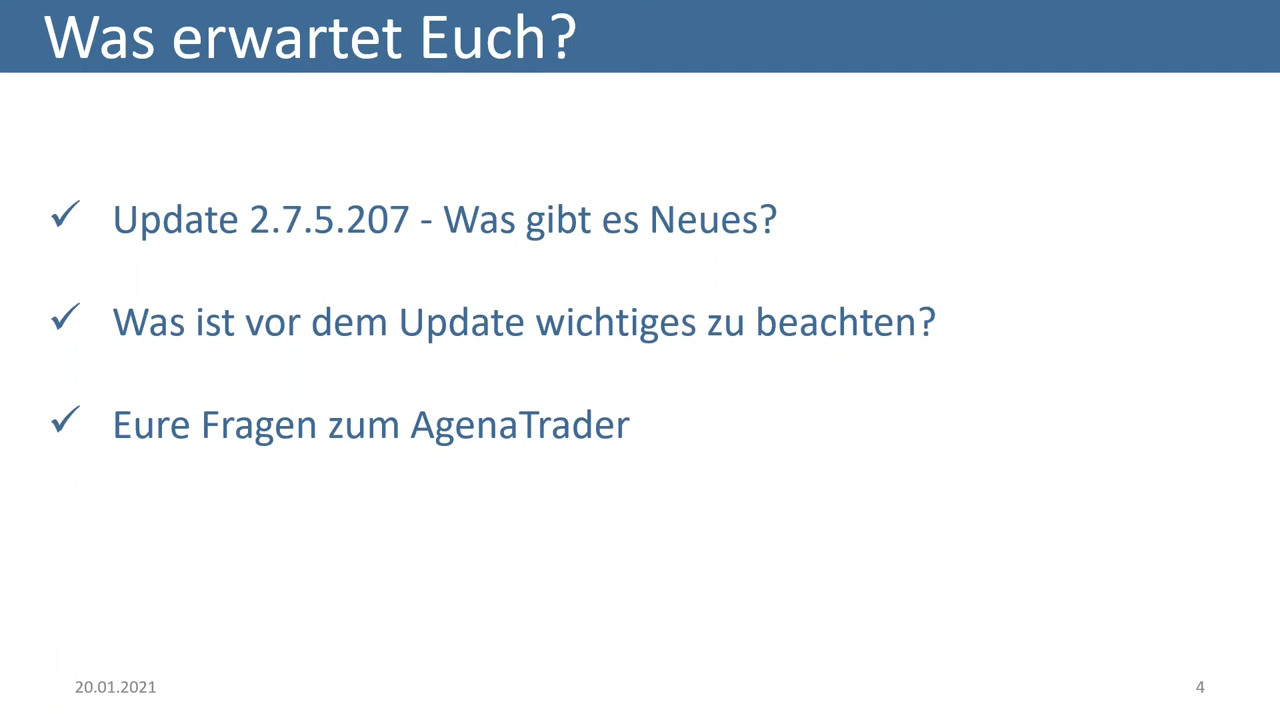 Was erwartet Euch?
✓ Update 2.7.5.207 - Was gibt es Neues?
✓ Was ist vor dem Update wichtiges zu beachten?
✓ Eure Fragen zum AgenaTrader
20.01.2021
4